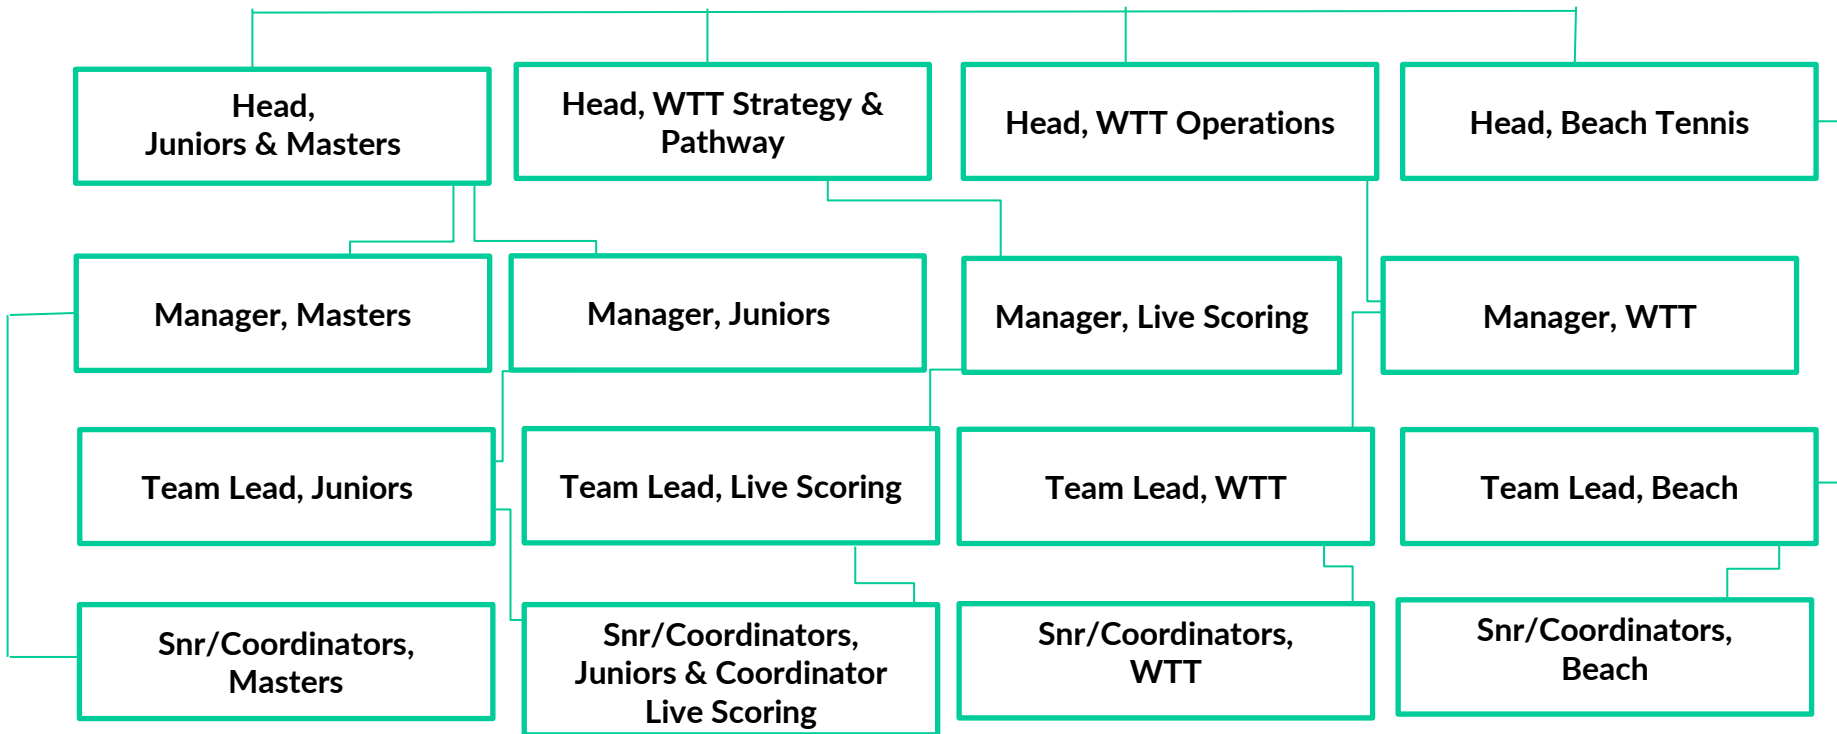 Head,
Juniors & Masters
Head, WTT Strategy &
Pathway
Head, WTT Operations
Head, Beach Tennis
Manager, Masters
Manager, Juniors
Manager, Live Scoring
Manager, WTT
Team Lead, Juniors
Team Lead, Live Scoring
Team Lead, WTT
Team Lead, Beach
Snr/Coordinators,
Masters
Snr/Coordinators,
Juniors & Coordinator
Live Scoring
Snr/Coordinators,
WTT
Snr/Coordinators,
Beach